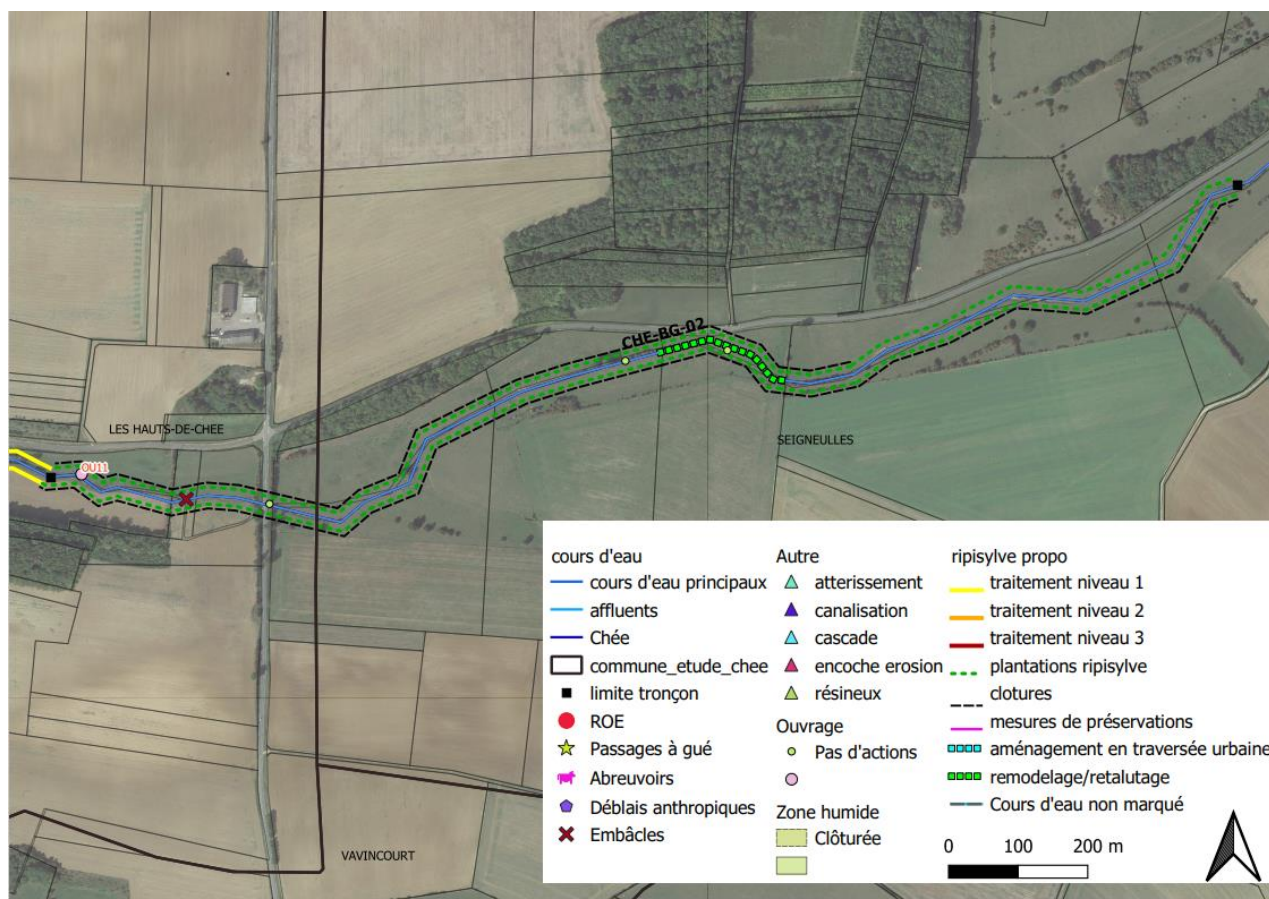 CHE-BG-02
LES HAUTS-DE-CHEE
SEIGNEULLES
OU11
VAVINCOURT
cours d'eau
cours d'eau principaux
affluents
Chée
commune_etude_chee
limite tronçon
ROE
Passages à gué
Abreuvoirs
Déblais anthropiques
Embâcles
Autre
atterissement
canalisation
cascade
encoche erosion
résineux
Ouvrage
Pas d'actions
Zone humide
Clôturée
ripisylve propo
traitement niveau 1
traitement niveau 2
traitement niveau 3
plantations ripisylve
clotures
mesures de préservations
aménagement en traversée urbaine
remodelage/retalutage
Cours d'eau non marqué
0 100 200 m